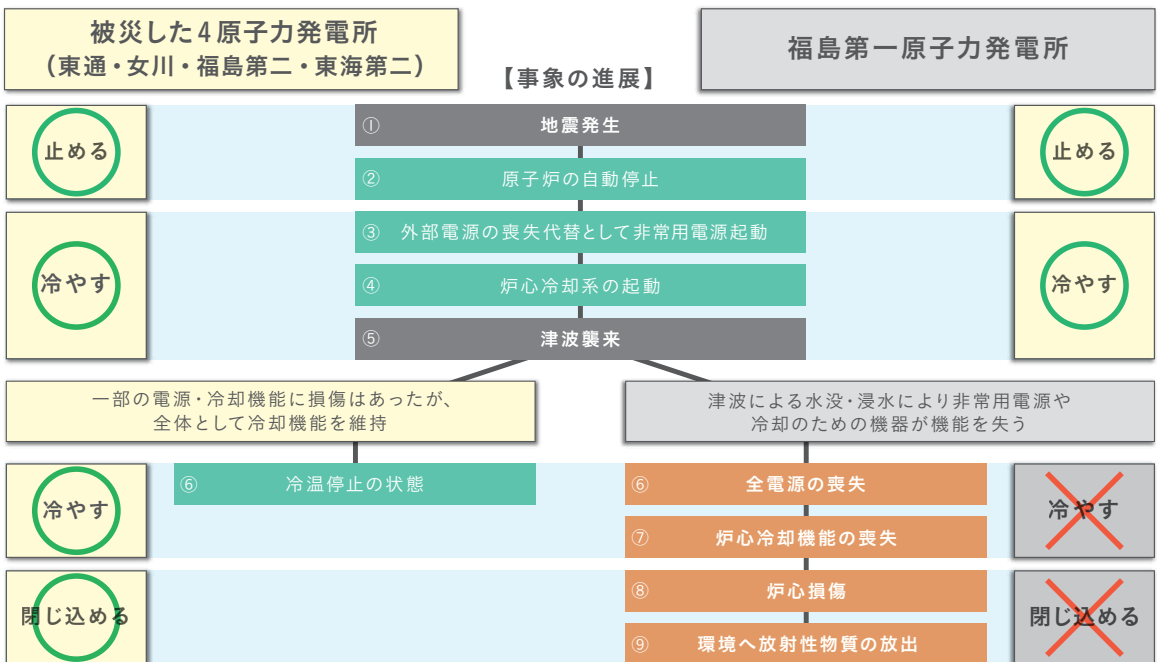 被災した4原子力発電所
（東通・女川・福島第二・東海第二）
【事象の進展】
福島第一原子力発電所
止める
① 地震発生
止める
② 原子炉の自動停止
冷やす
③ 外部電源の喪失代替として非常用電源起動
冷やす
④ 炉心冷却系の起動
⑤ 津波襲来
一部の電源・冷却機能に損傷はあったが、
全体として冷却機能を維持
津波による水没・浸水により非常用電源や
冷却のための機器が機能を失う
冷やす
⑥ 冷温停止の状態
⑥ 全電源の喪失
冷やす
⑦ 炉心冷却機能の喪失
閉じ込める
⑧ 炉心損傷
閉じ込める
⑨ 環境へ放射性物質の放出